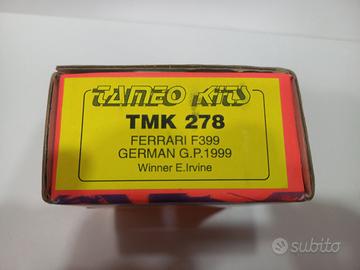 TAMEO KITS
TMK 278
FERRARI F399
GERMAN G.P.1999
Winner E.Irvine
subito